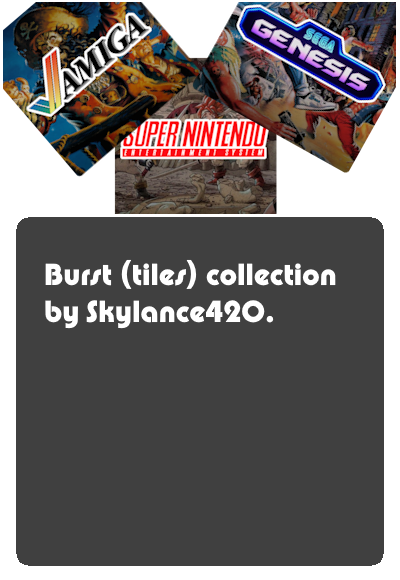 AMIGA
SEGA
GENESIS
SUPER NINTENDO
ENTERTAINMENT SYSTEM
Burst (tiles) collection
by Skylance420.